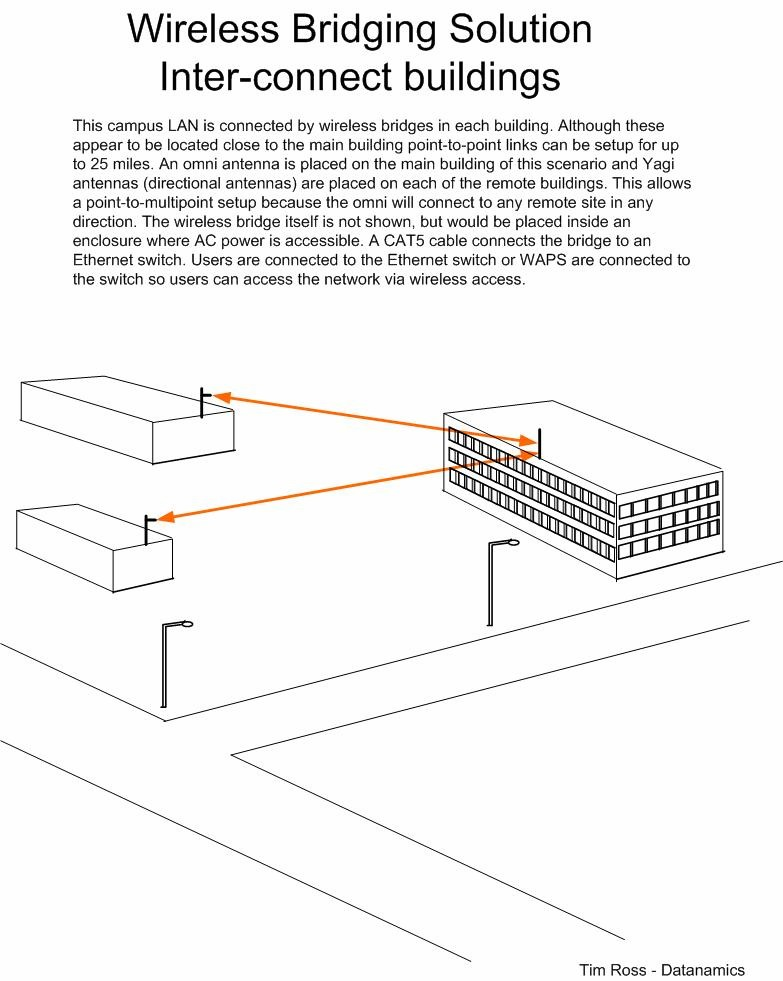 Wireless Bridging Solution
Inter-connect buildings
This campus LAN is connected by wireless bridges in each building. Although these
appear to be located close to the main building point-to-point links can be setup for up
to 25 miles. An omni antenna is placed on the main building of this scenario and Yagi
antennas (directional antennas) are placed on each of the remote buildings. This allows
a point-to-multipoint setup because the omni will connect to any remote site in any
direction. The wireless bridge itself is not shown, but would be placed inside an
enclosure where AC power is accessible. A CAT5 cable connects the bridge to an
Ethernet switch. Users are connected to the Ethernet switch or WAPS are connected to
the switch so users can access the network via wireless access.
Tim Ross - Datanamics